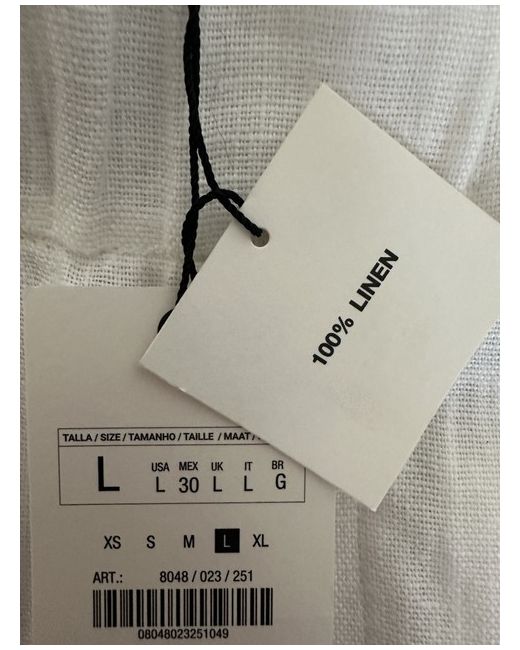 100% LINEN
TALLA / SIZE / TAMANHO / TAILLE / MAAT /
L
USA MEX UK IT BR
L 30 L L G
XS S M L XL
ART.: 8048 / 023 / 251
08048023251049